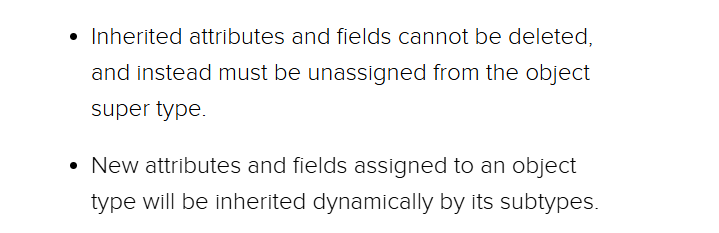 • Inherited attributes and fields cannot be deleted,
and instead must be unassigned from the object
super type.
• New attributes and fields assigned to an object
type will be inherited dynamically by its subtypes.